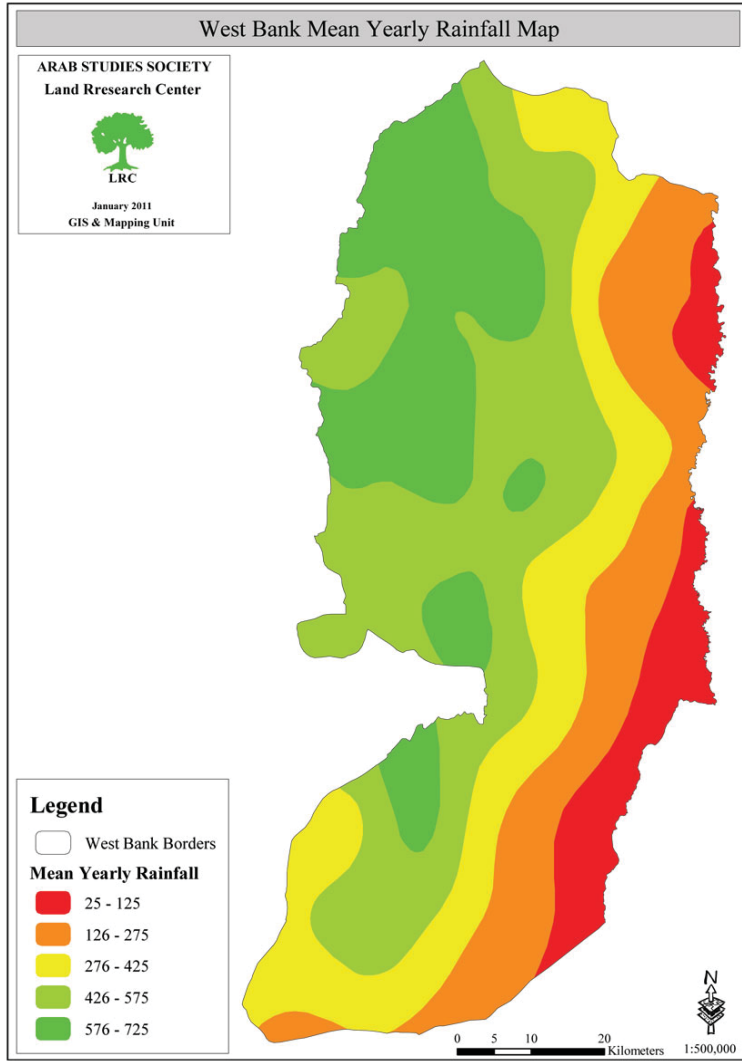 West Bank Mean Yearly Rainfall Map
ARAB STUDIES SOCIETY
Land Rresearch Center
LRC
January 2011
GIS & Mapping Unit
Legend
West Bank Borders
Mean Yearly Rainfall
25 - 125
126 - 275
276 - 425
426 - 575
576 - 725
N
0 5 10 20
Kilometers
1:500,000